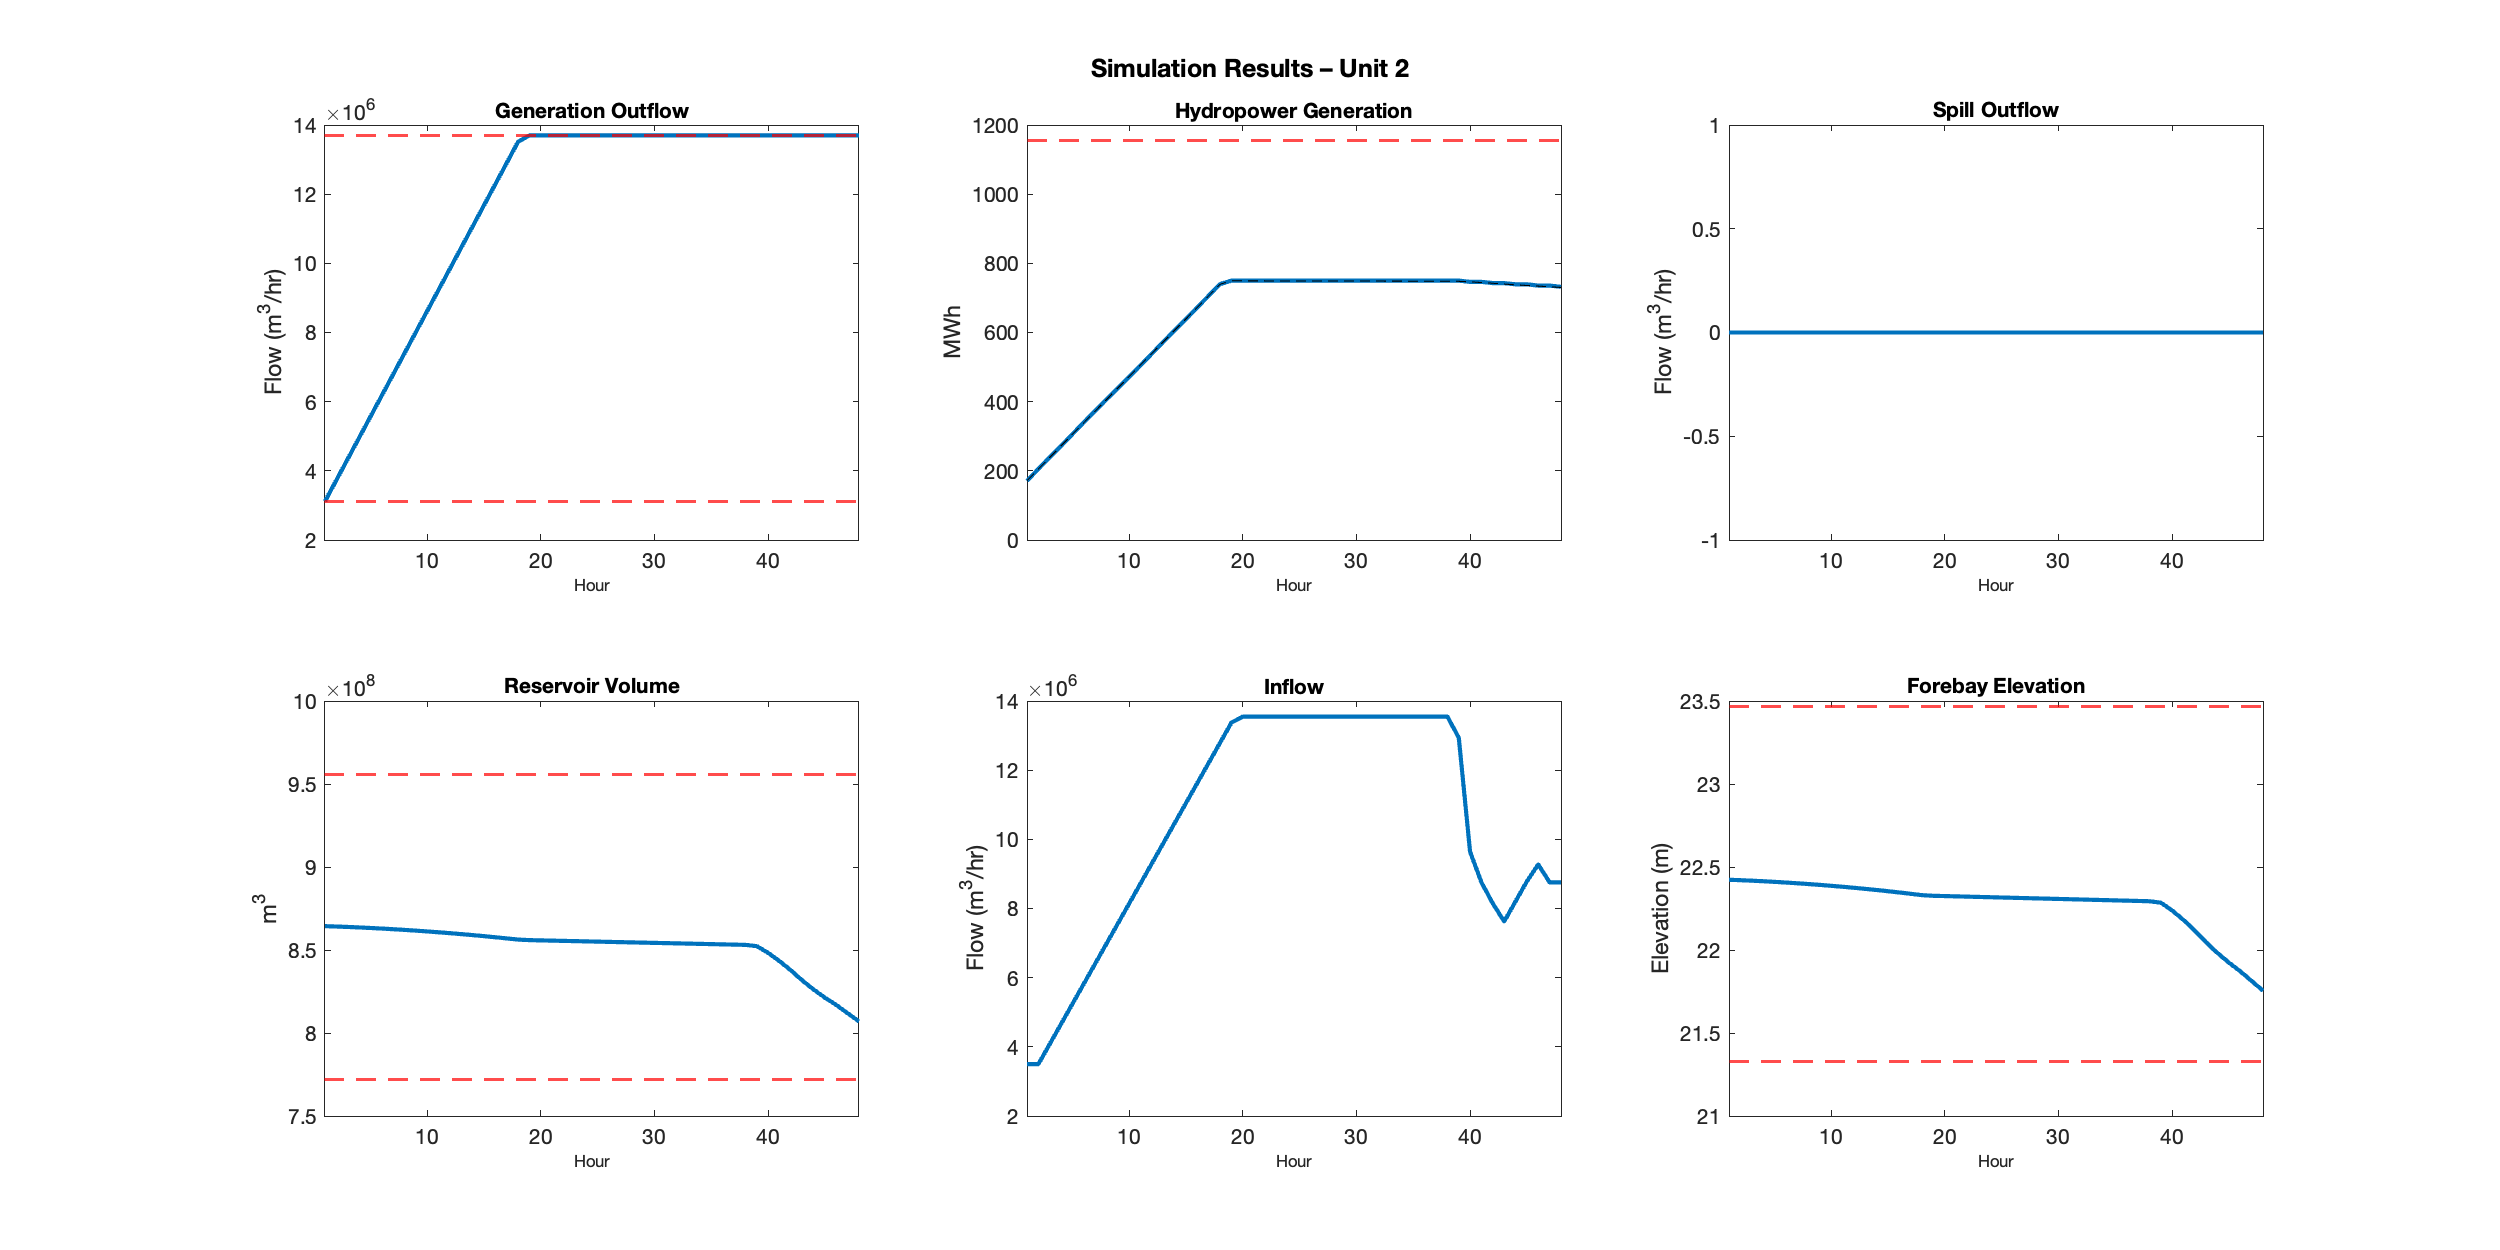 Simulation Results – Unit 2
Generation Outflow
×10^6
14
12
10
8
6
4
2
Flow (m^3/hr)
10 20 30 40
Hour
Hydropower Generation
1200
1000
800
600
400
200
0
MWh
10 20 30 40
Hour
Spill Outflow
1
0.5
0
-0.5
-1
Flow (m^3/hr)
10 20 30 40
Hour
Reservoir Volume
×10^8
10
9.5
9
8.5
8
7.5
m^3
10 20 30 40
Hour
Inflow
×10^6
14
12
10
8
6
4
2
Flow (m^3/hr)
10 20 30 40
Hour
Forebay Elevation
23.5
23
22.5
22
21.5
21
Elevation (m)
10 20 30 40
Hour